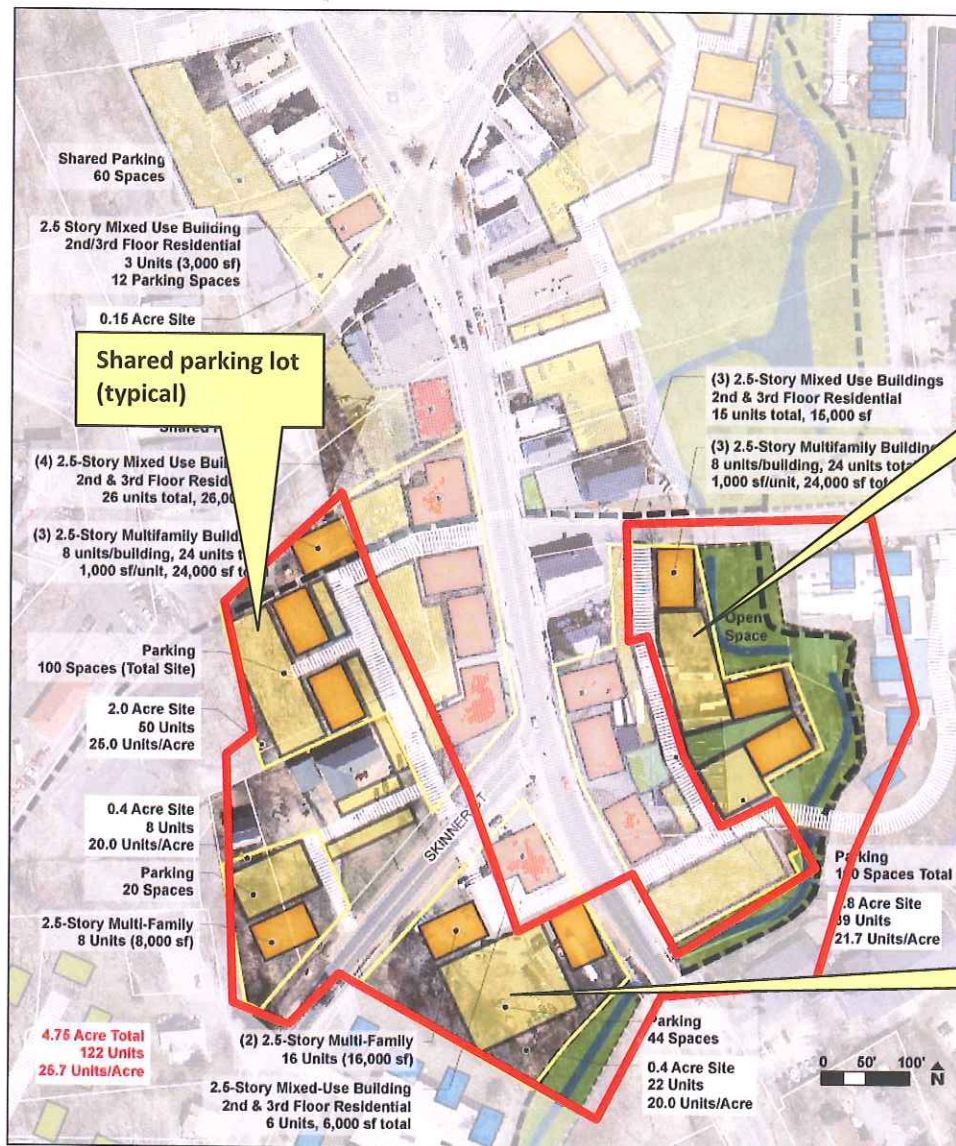 Shared Parking
60 Spaces
2.5 Story Mixed Use Building
2nd/3rd Floor Residential
3 Units (3,000 sf)
12 Parking Spaces
0.15 Acre Site
Shared parking lot
(typical)
Shared
(4) 2.5-Story Mixed Use
2nd & 3rd Floor
26 units total,
(3) 2.5-Story Multifamily
8 units/building, 24 units
1,000 sf/unit, 24,000 sf
Parking
100 Spaces (Total Site)
2.0 Acre Site
50 Units
25.0 Units/Acre
0.4 Acre Site
8 Units
20.0 Units/Acre
Parking
20 Spaces
2.5-Story Multi-Family
8 Units (8,000 sf)
4.75 Acre Total
122 Units
25.7 Units/Acre
(2) 2.5-Story Multi-Family
16 Units (16,000 sf)
2.5-Story Mixed-Use Building
2nd & 3rd Floor Residential
6 Units, 6,000 sf total
SKINNER
(3) 2.5-Story Mixed Use Buildings
2nd & 3rd Floor Residential
15 units total, 15,000 sf
(3) 2.5-Story Multifamily
8 units/building, 24 units
1,000 sf/unit, 24,000 sf
Open
Space
Parking
Spaces Total
Acre Site
Units
21.7 Units/Acre
Parking
44 Spaces
0.4 Acre Site
22 Units
20.0 Units/Acre
0 50' 100'
N